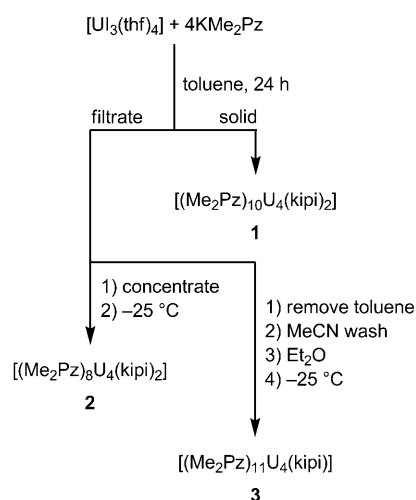 [UI₃(thf)₄] + 4KMe₂Pz
toluene, 24 h
filtrate
solid
[(Me₂Pz)₁₀U₄(kipi)₂]
1
1) concentrate
2) –25 °C
1) remove toluene
2) MeCN wash
3) Et₂O
4) –25 °C
[(Me₂Pz)₈U₄(kipi)₂]
2
[(Me₂Pz)₁₁U₄(kipi)]
3